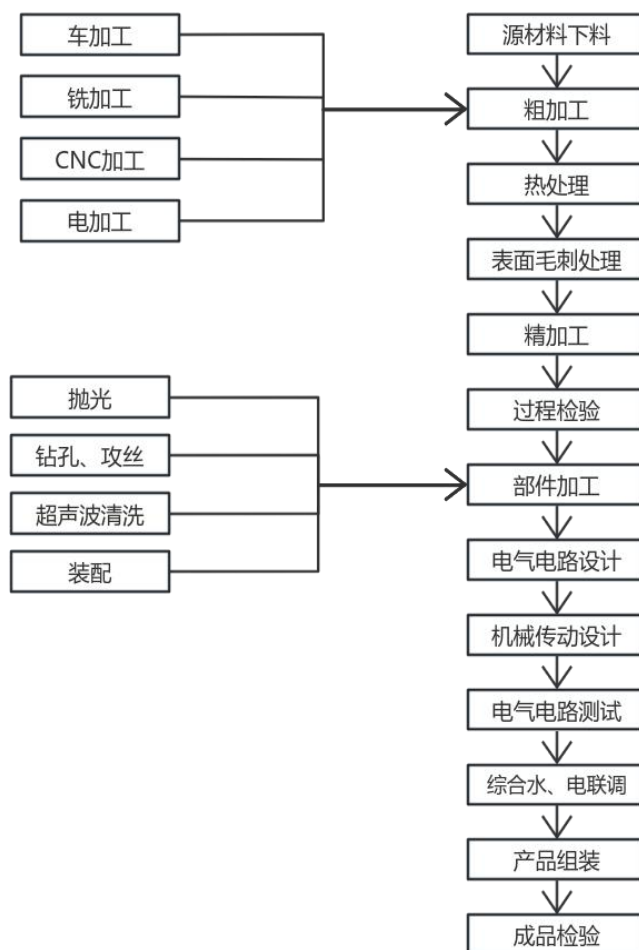 车加工
铣加工
CNC加工
电加工
源材料下料
粗加工
热处理
表面毛刺处理
精加工
过程检验
抛光
钻孔、攻丝
超声波清洗
装配
部件加工
电气电路设计
机械传动设计
电气电路测试
综合水、电联调
产品组装
成品检验